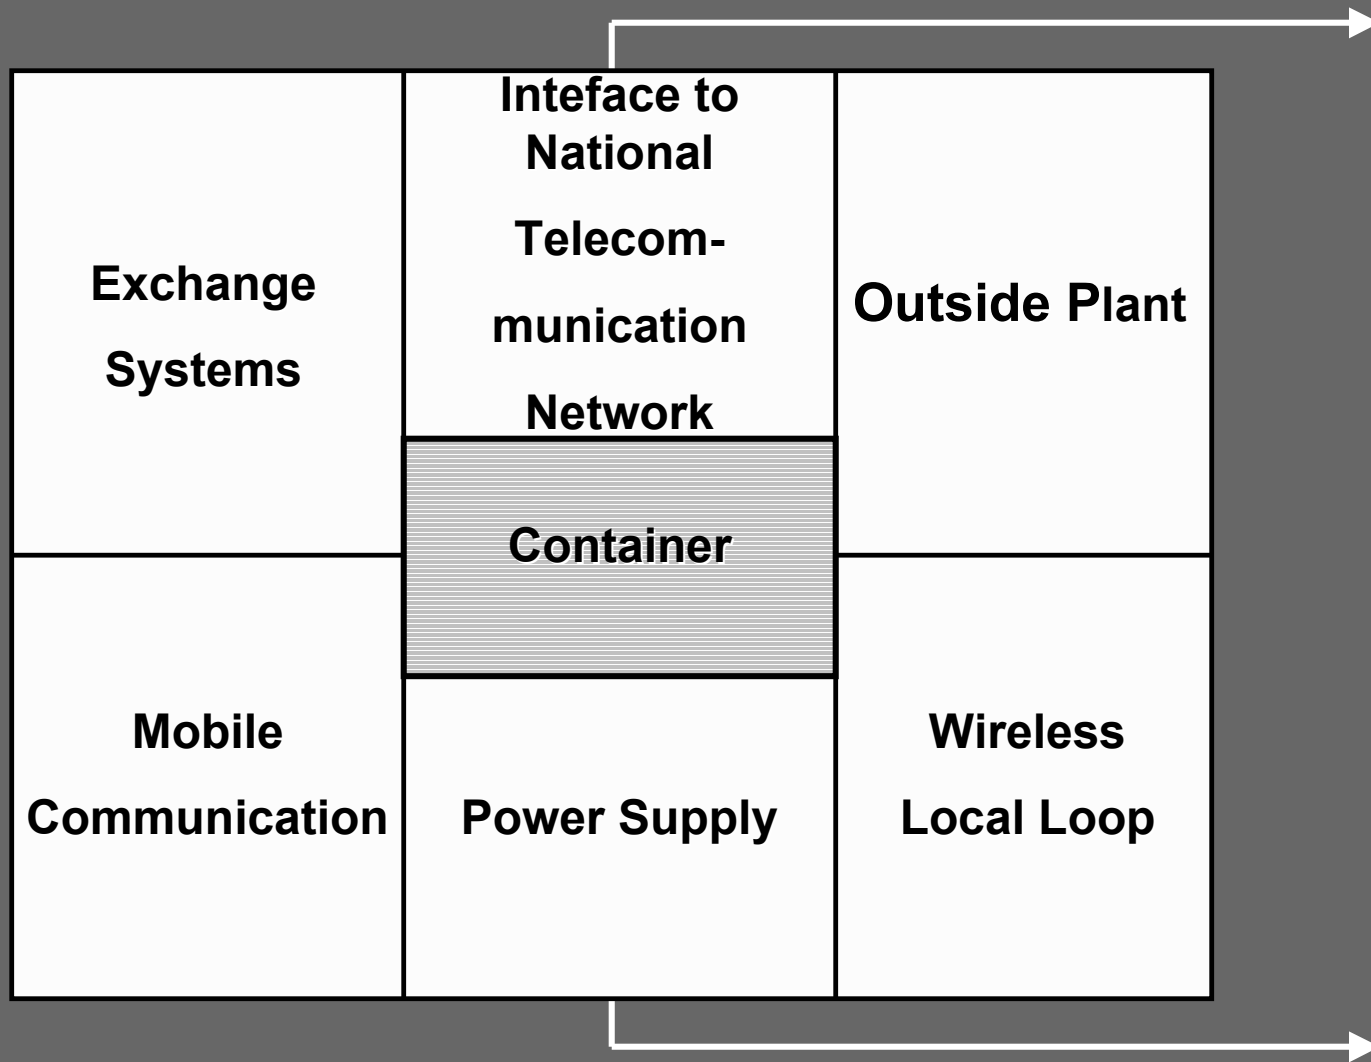 Exchange
Systems
Inteface to
National
Telecom-
munication
Network
Outside Plant
Container
Mobile
Communication
Power Supply
Wireless
Local Loop